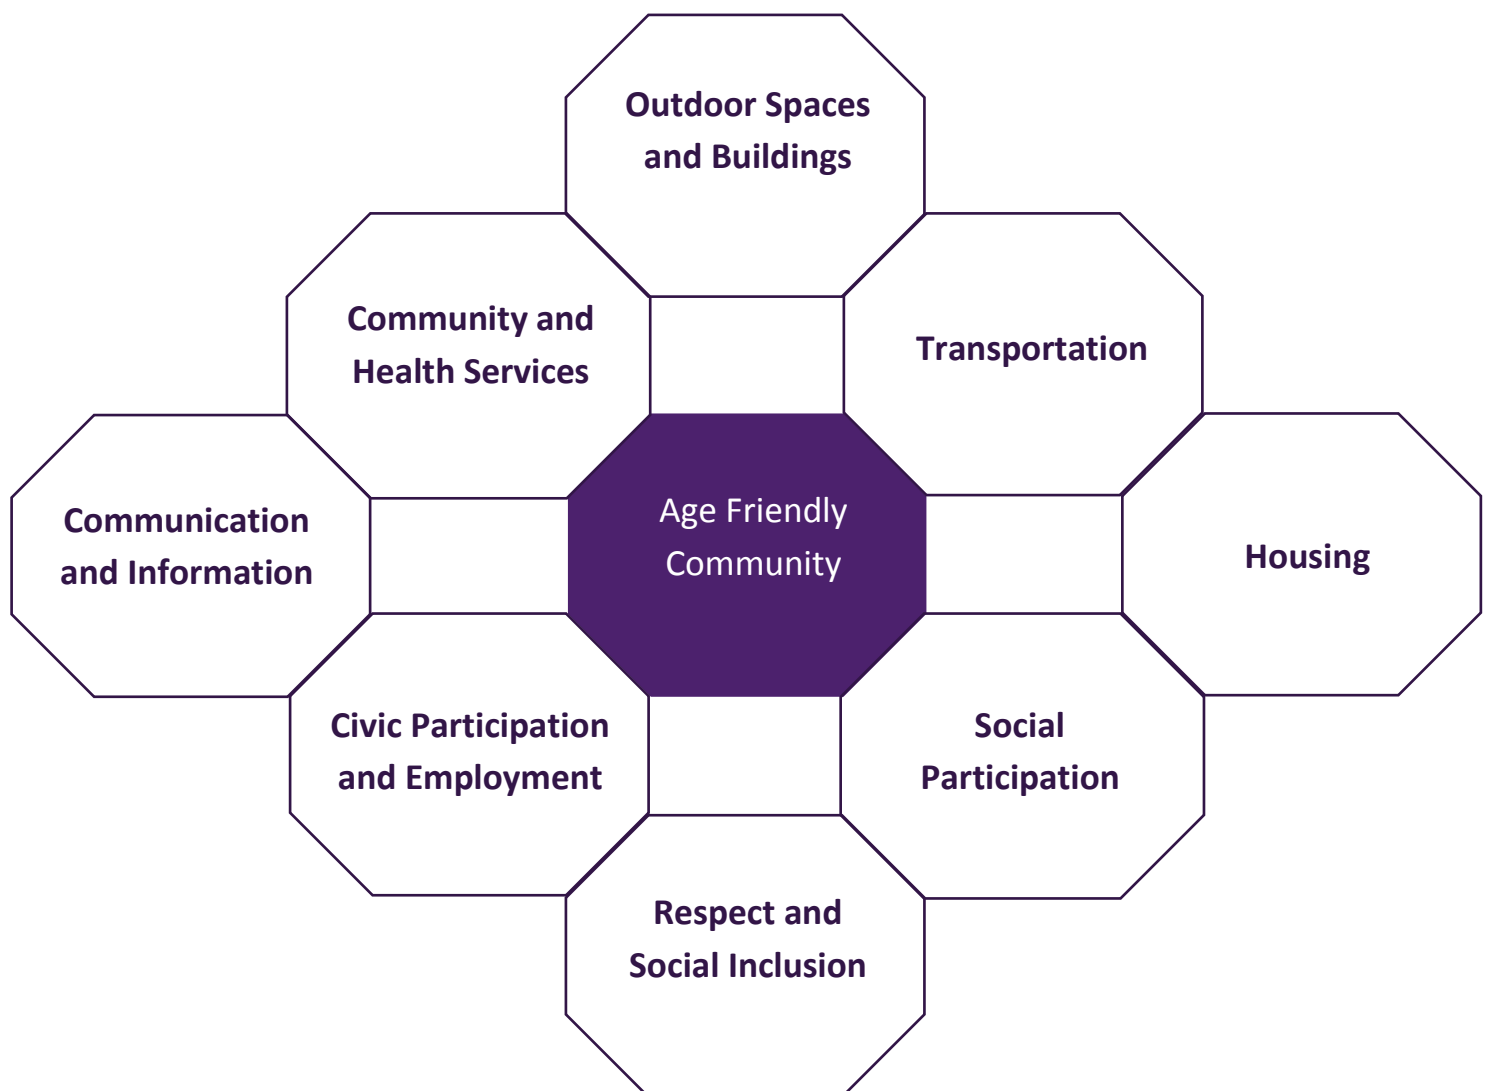 Outdoor Spaces
and Buildings
Community and
Health Services
Transportation
Communication
and Information
Age Friendly
Community
Housing
Civic Participation
and Employment
Social
Participation
Respect and
Social Inclusion